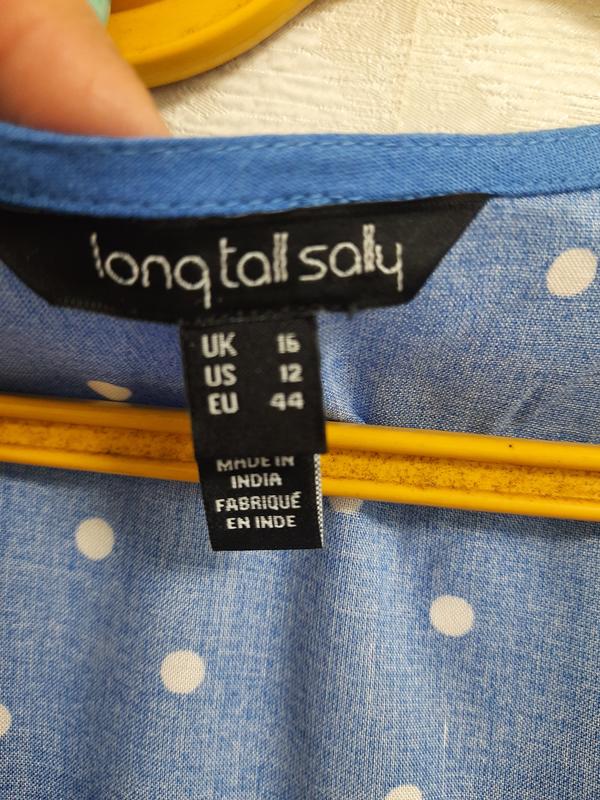 long tall sally
UK 16
US 12
EU 44
MADE IN
INDIA
FABRIQUÉ
EN INDE